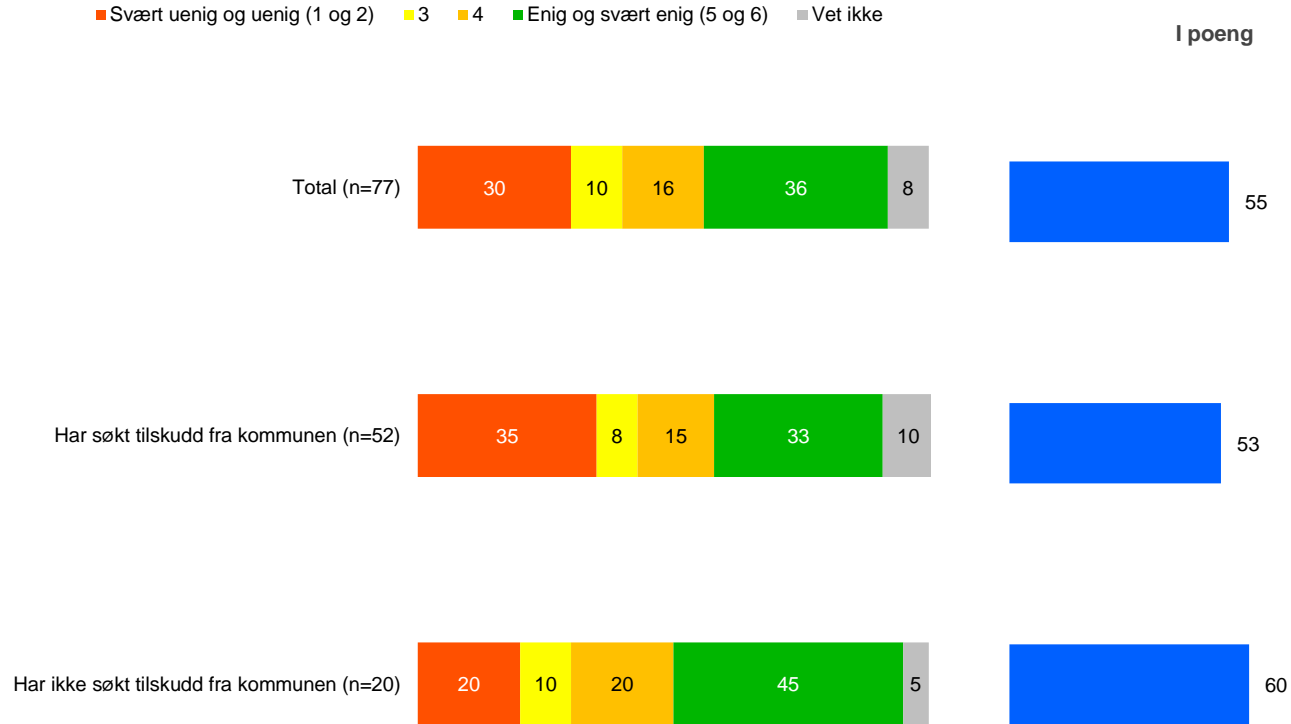 Svært uenig og uenig (1 og 2) 3 4 Enig og svært enig (5 og 6) Vet ikke
I poeng
Total (n=77) 30 10 16 36 8 55
Har søkt tilskudd fra kommunen (n=52) 35 8 15 33 10 53
Har ikke søkt tilskudd fra kommunen (n=20) 20 10 20 45 5 60